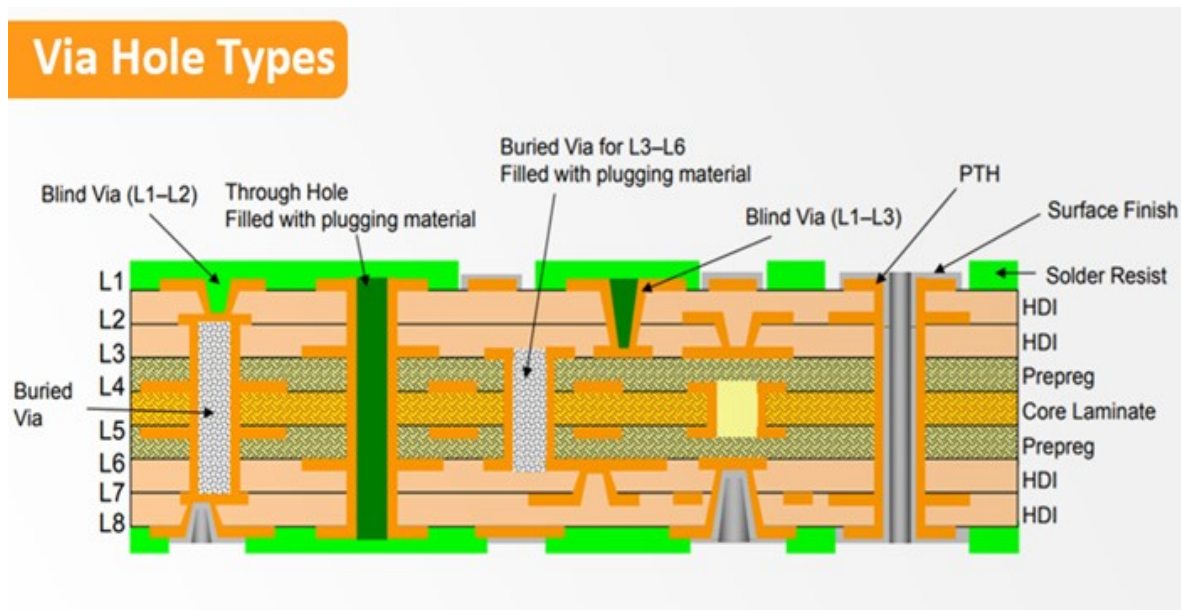 Via Hole Types
Buried Via for L3–L6
Filled with plugging material
Blind Via (L1–L2)
Through Hole
Filled with plugging material
PTH
Blind Via (L1–L3)
Surface Finish
Solder Resist
L1
HDI
L2
HDI
L3
Prepreg
L4
Buried
Via
Core Laminate
L5
Prepreg
L6
HDI
L7
HDI
L8